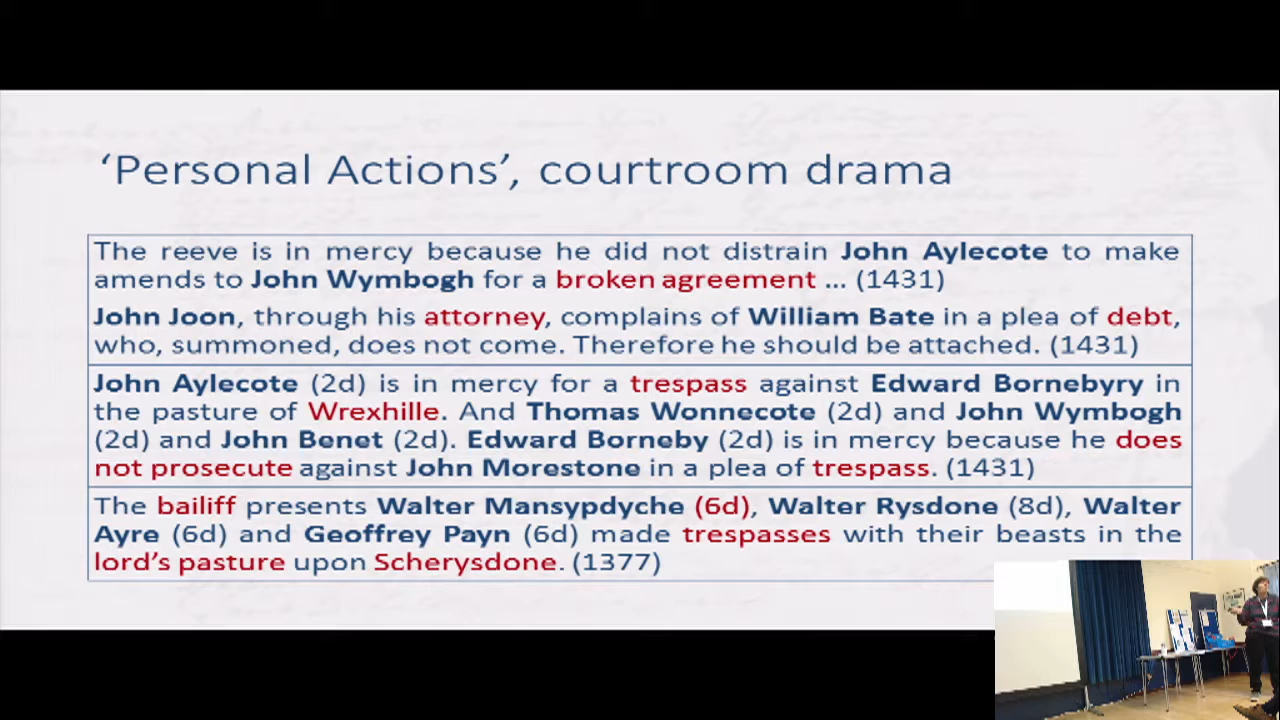 ‘Personal Actions’, courtroom drama
The reeve is in mercy because he did not distrain John Aylecote to make
amends to John Wymbogh for a broken agreement ... (1431)
John Joon, through his attorney, complains of William Bate in a plea of debt,
who, summoned, does not come. Therefore he should be attached. (1431)
John Aylecote (2d) is in mercy for a trespass against Edward Bornebyry in
the pasture of Wrexhille. And Thomas Wonnecote (2d) and John Wymbogh
(2d) and John Benet (2d). Edward Borneby (2d) is in mercy because he does
not prosecute against John Morestone in a plea of trespass. (1431)
The bailiff presents Walter Mansypdyche (6d), Walter Rysdone (8d), Walter
Ayre (6d) and Geoffrey Payn (6d) made trespasses with their beasts in the
lord’s pasture upon Scherysdone. (1377)